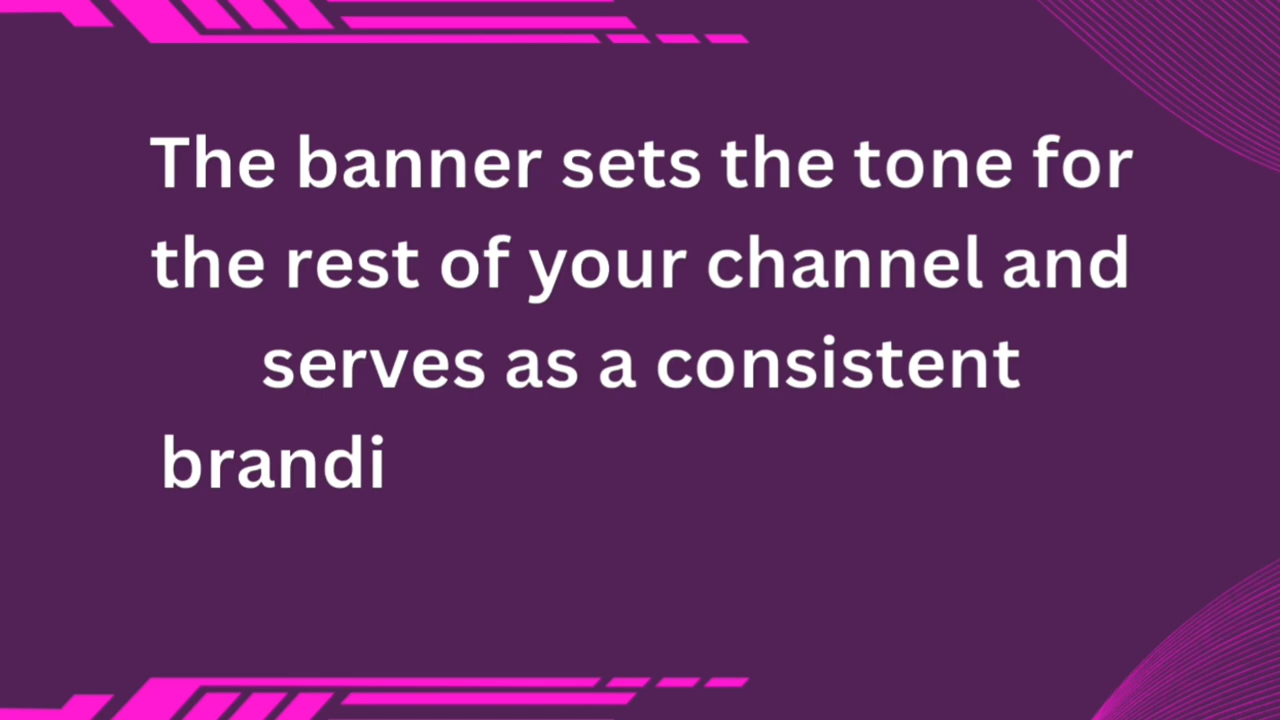 The banner sets the tone for
the rest of your channel and
serves as a consistent
brandi